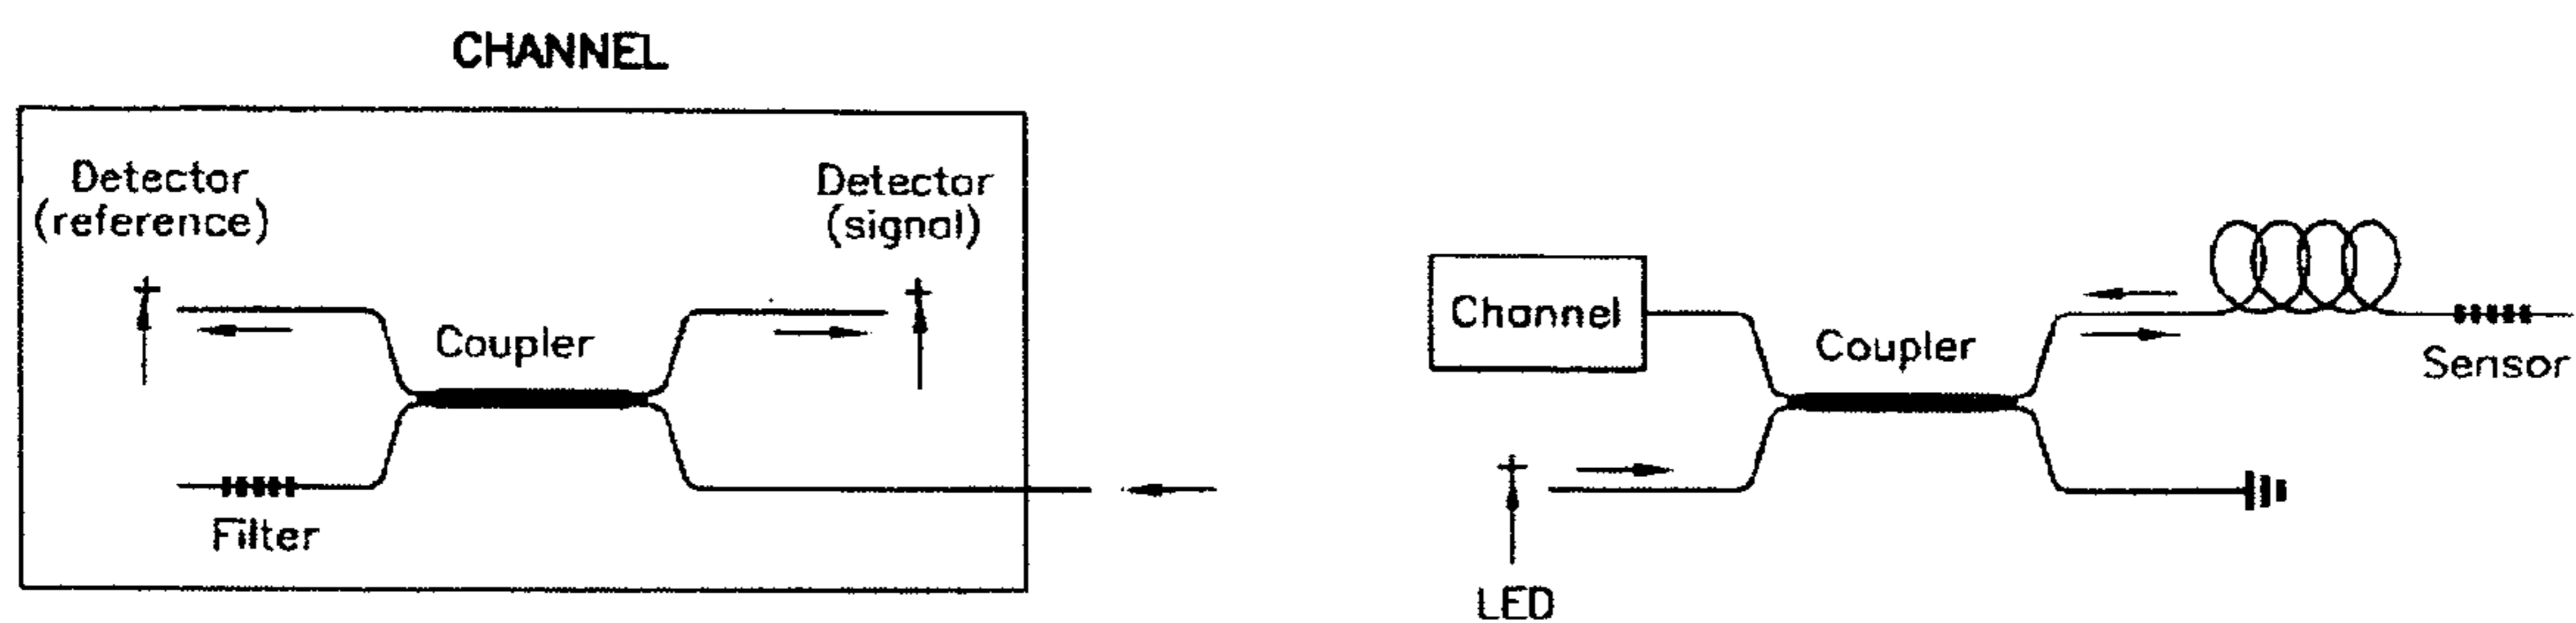 CHANNEL
Detector
(reference)
Detector
(signal)
Coupler
Filter
Channel
Coupler
Sensor
LED